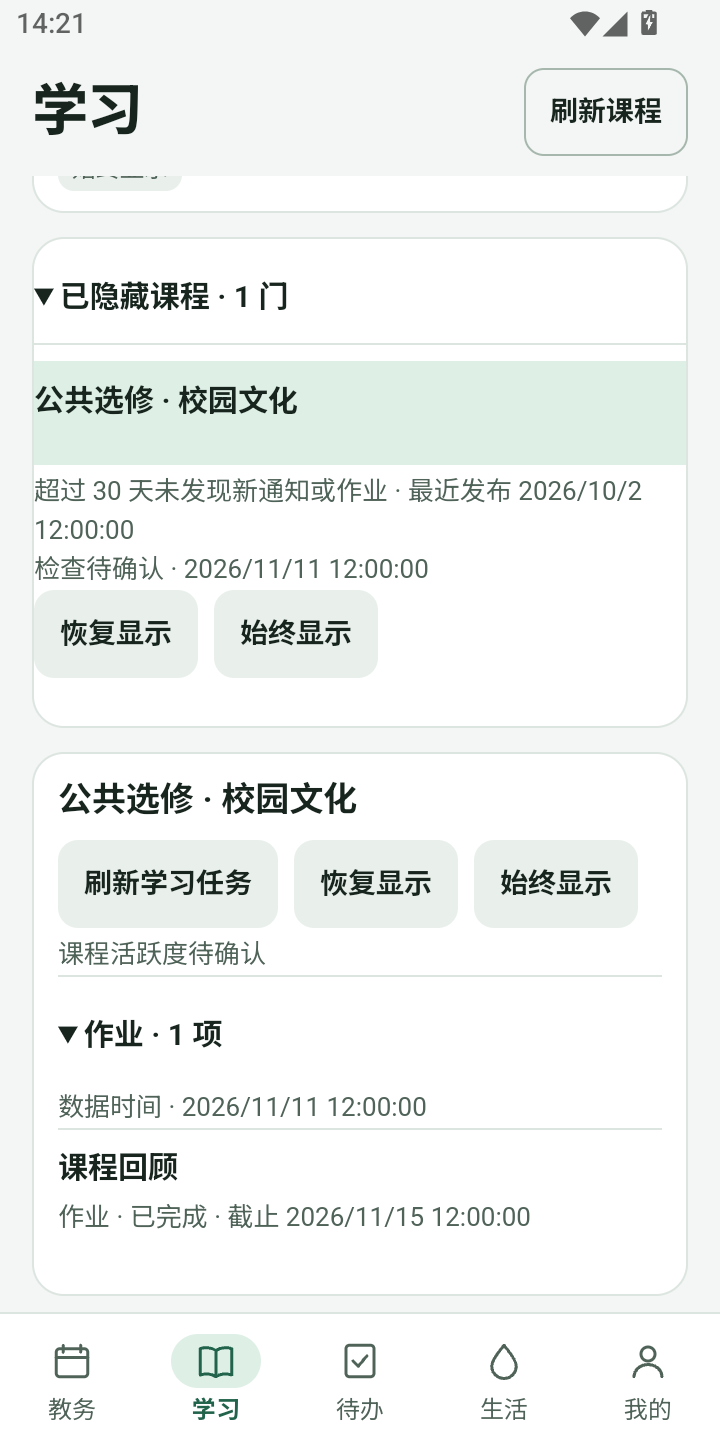 14:21
学习
刷新课程
已隐藏课程 · 1 门
公共选修 · 校园文化
超过 30 天未发现新通知或作业 · 最近发布 2026/10/2
12:00:00
检查待确认 · 2026/11/11 12:00:00
恢复显示
始终显示
公共选修 · 校园文化
刷新学习任务
恢复显示
始终显示
课程活跃度待确认
作业 · 1 项
数据时间 · 2026/11/11 12:00:00
课程回顾
作业 · 已完成 · 截止 2026/11/15 12:00:00
教务
学习
待办
生活
我的